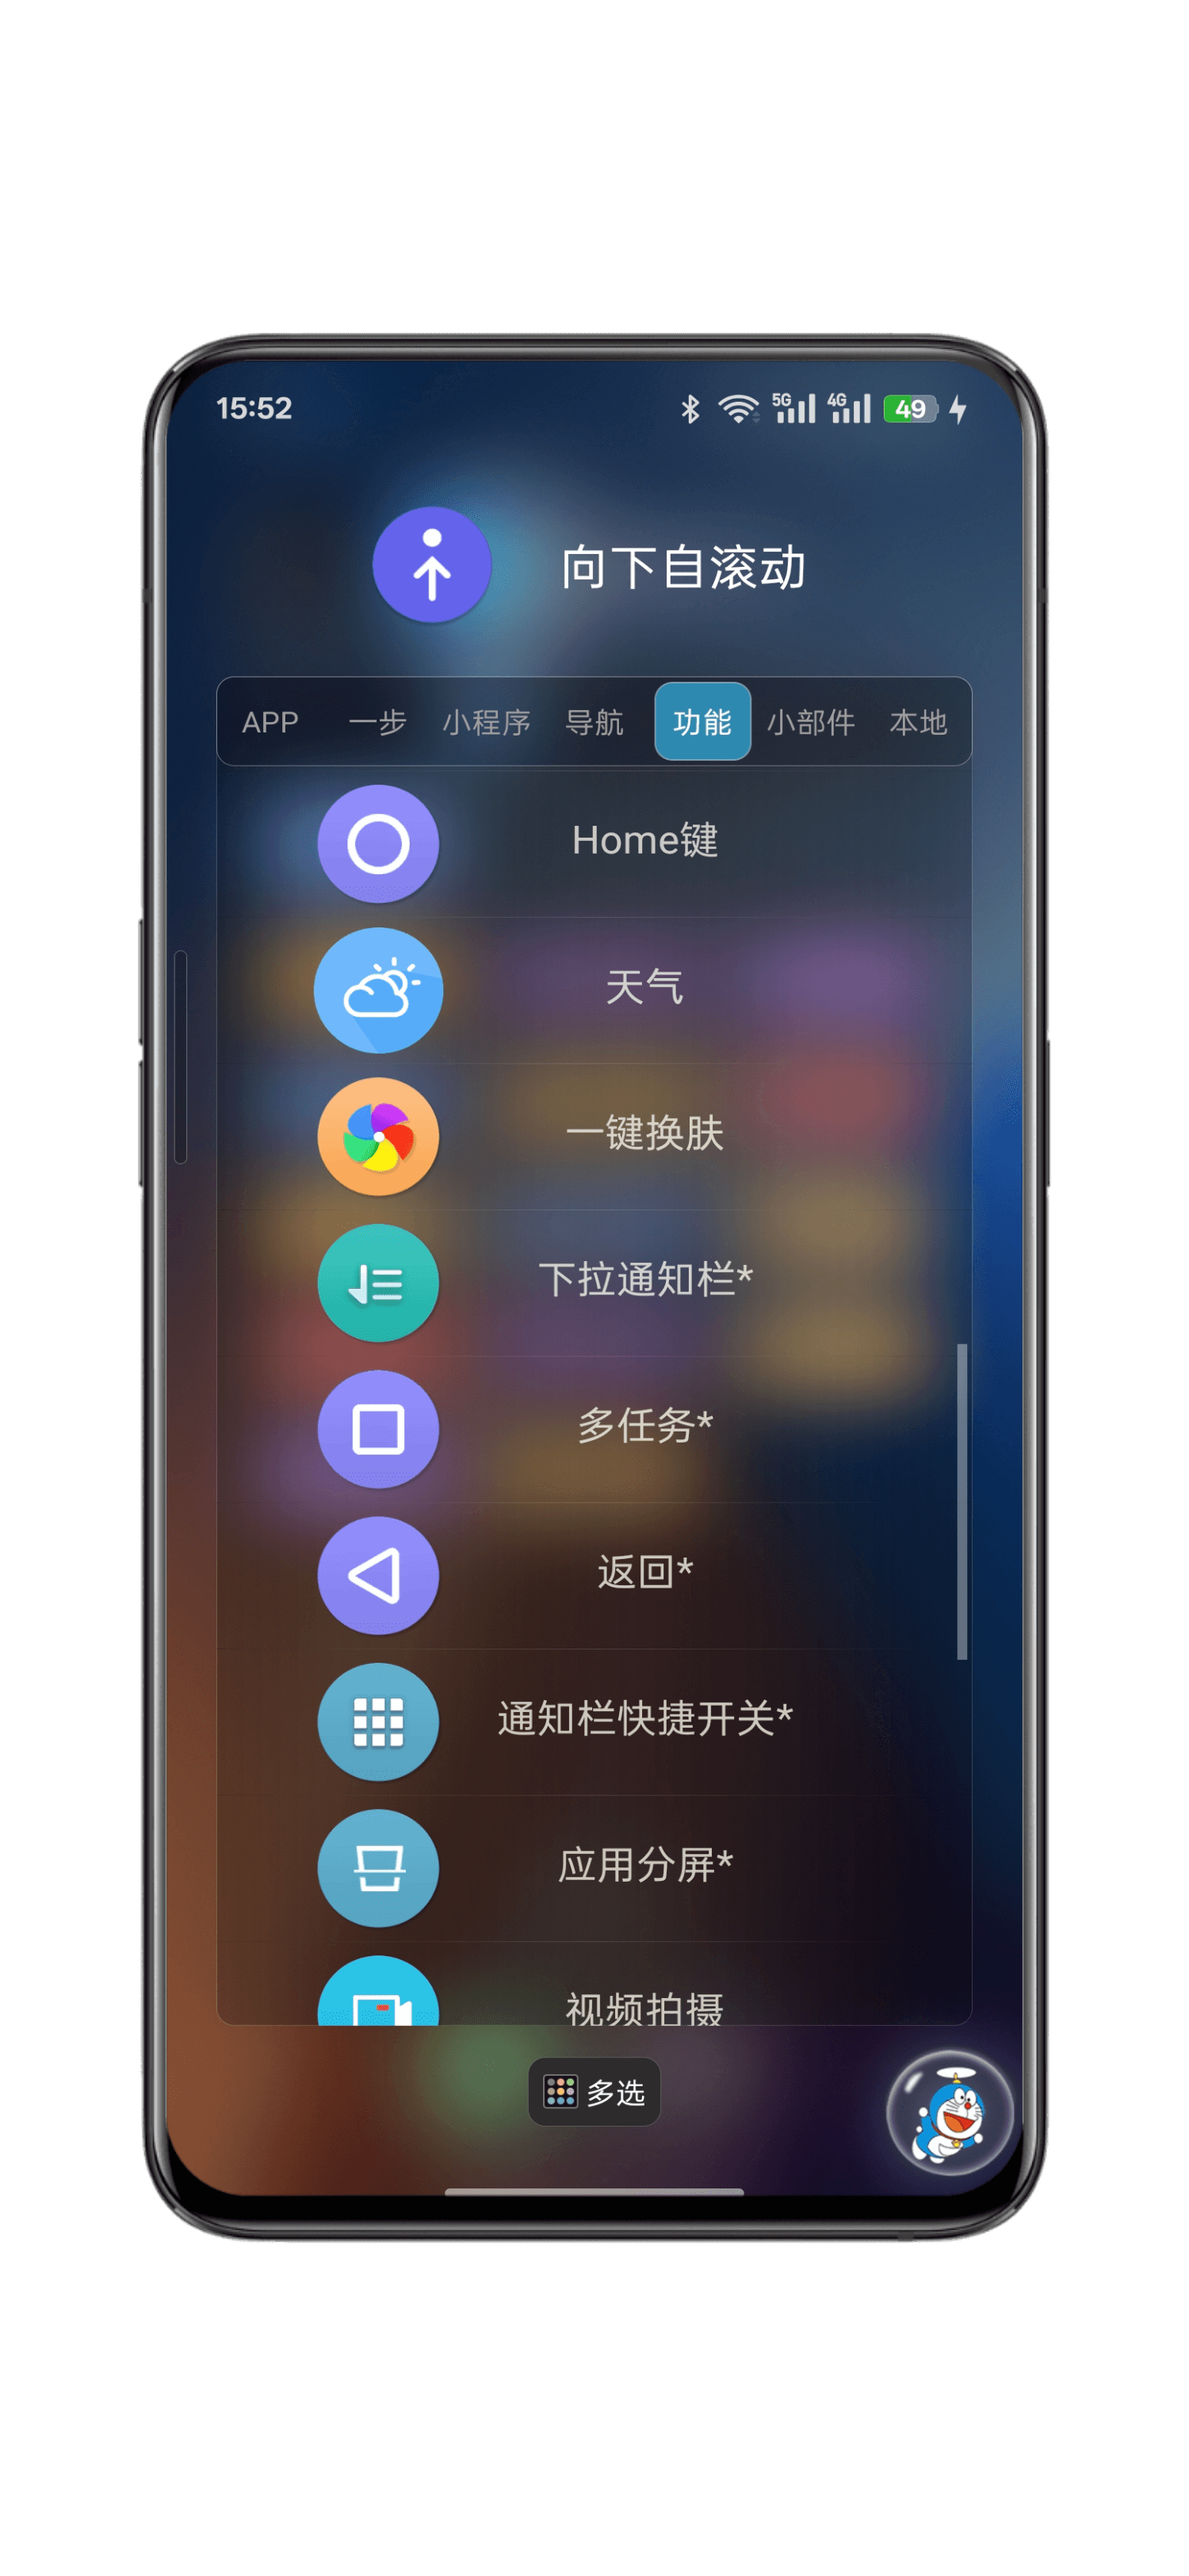 15:52
5G 4G 49
向下自滚动
APP 一步 小程序 导航 功能 小部件 本地
Home键
天气
一键换肤
下拉通知栏*
多任务*
返回*
通知栏快捷开关*
应用分屏*
视频拍摄
多选